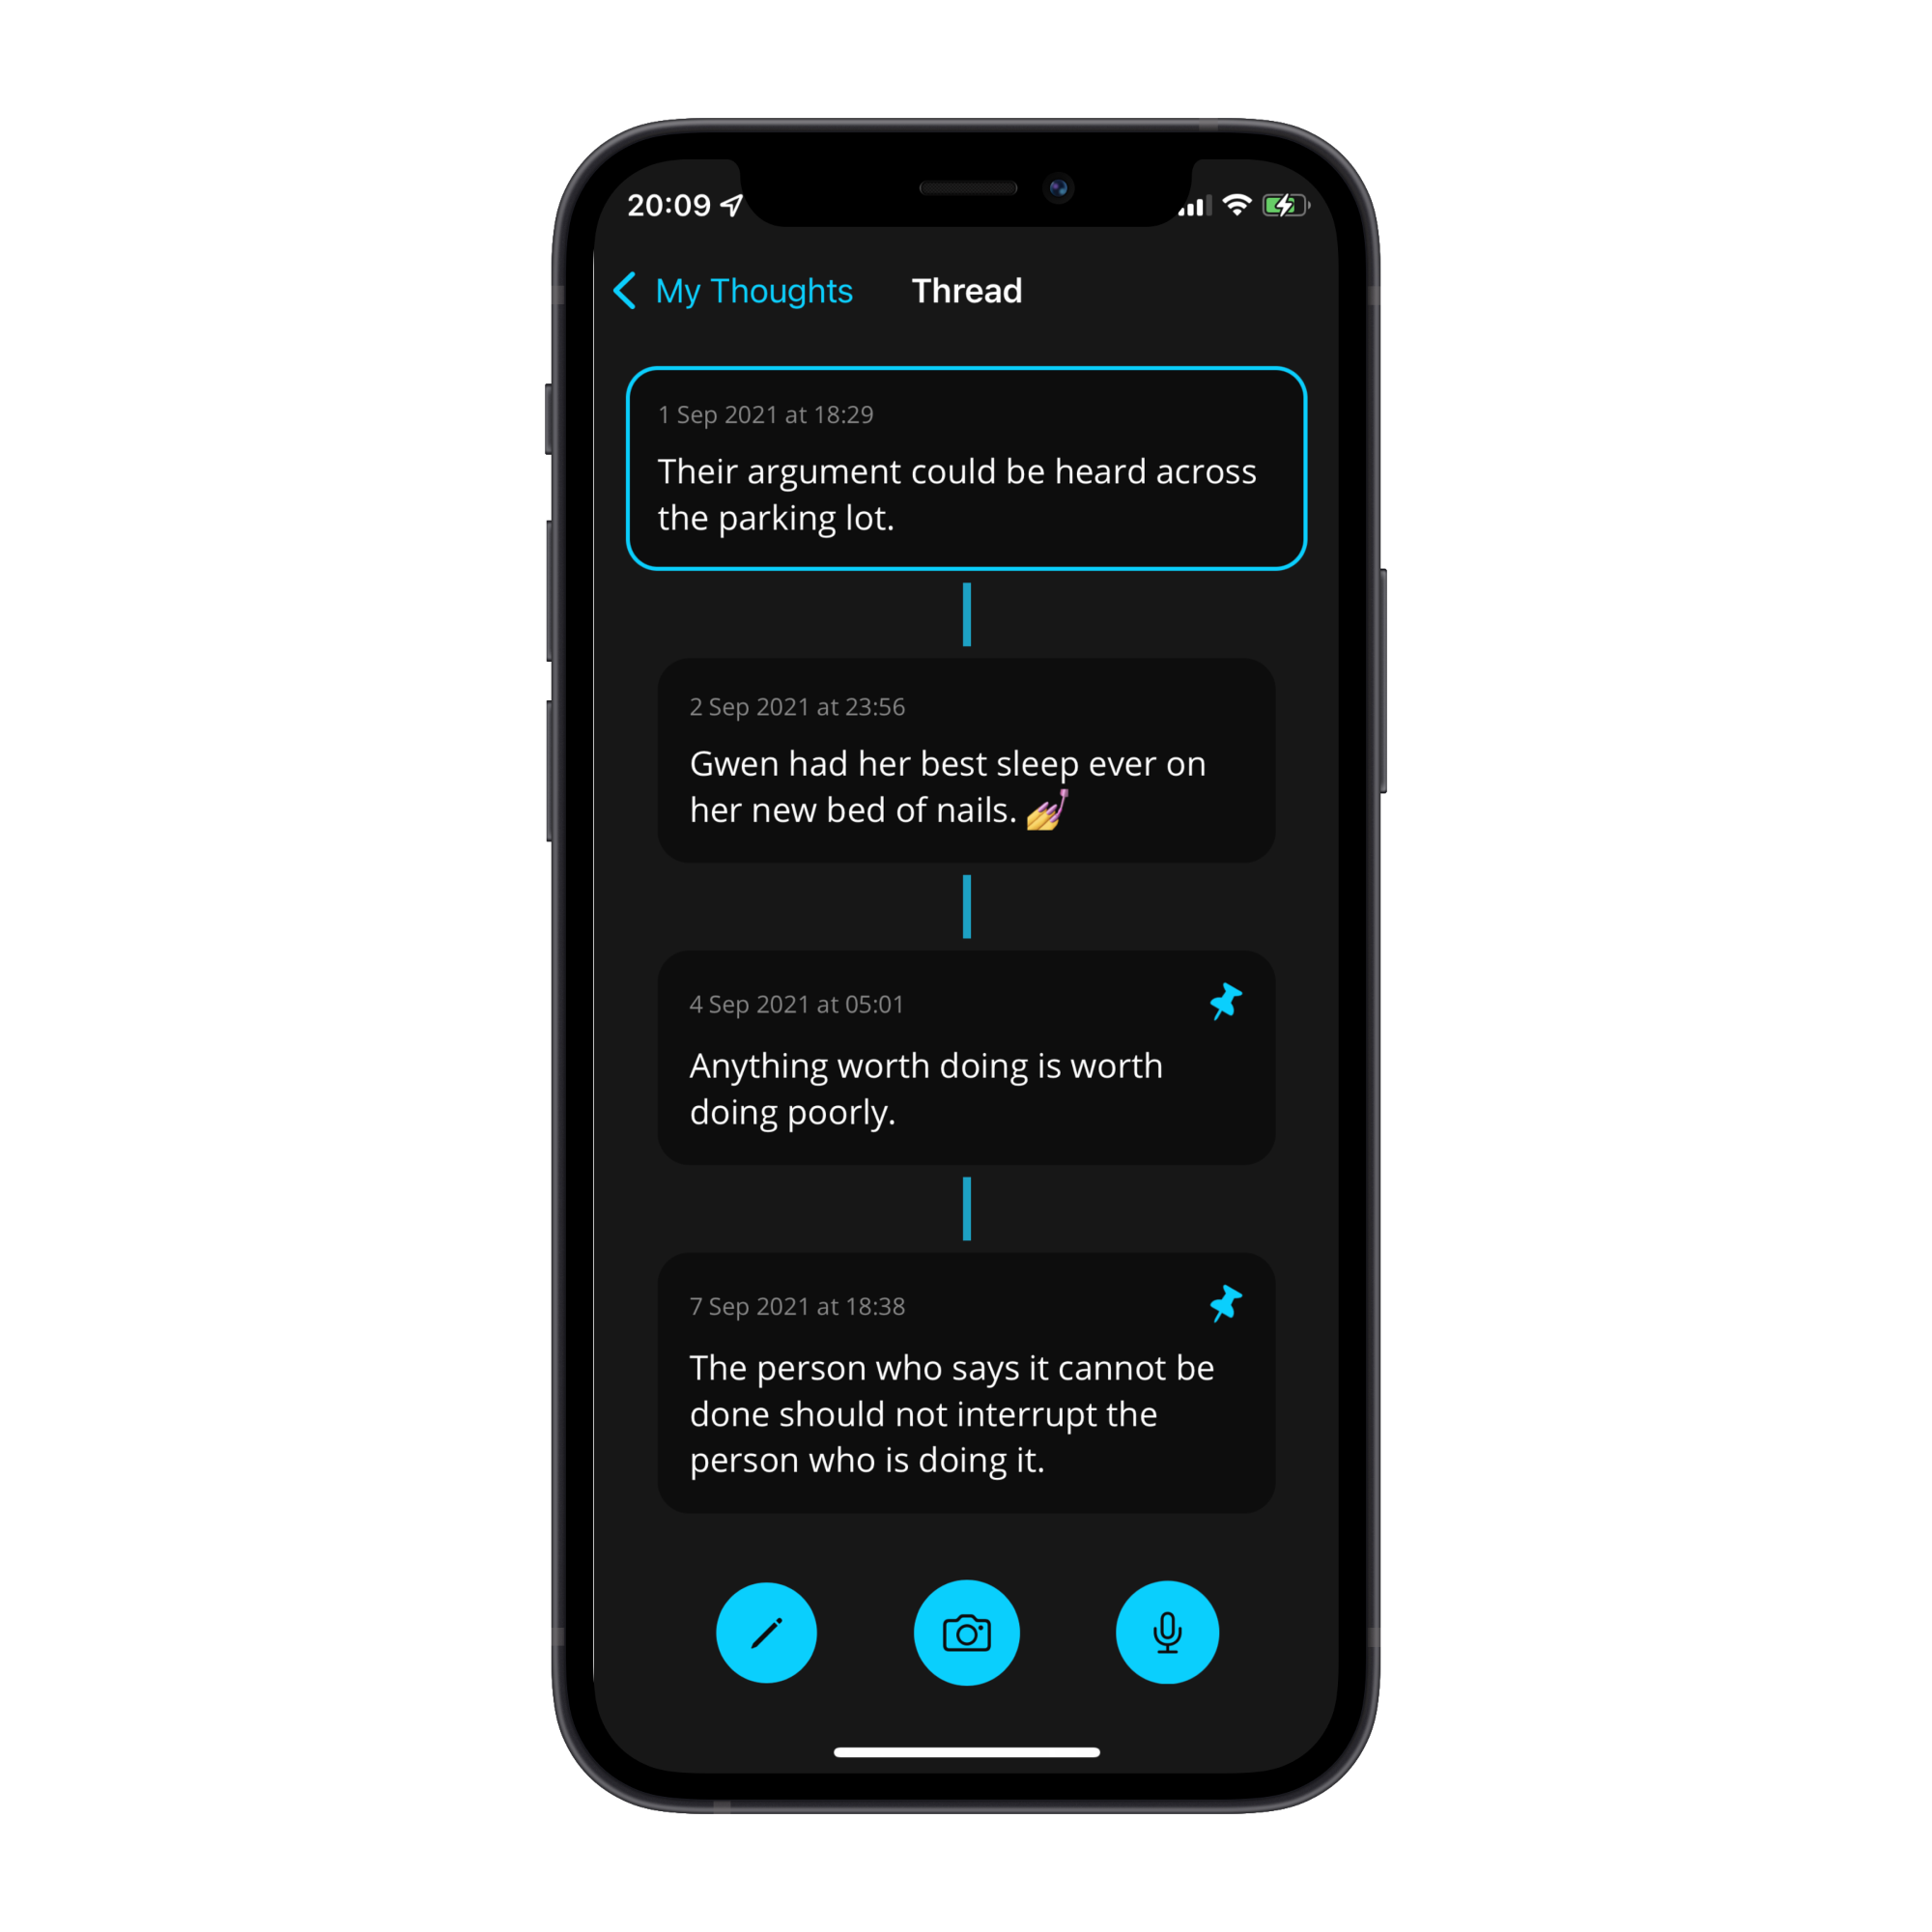 20:09
My Thoughts Thread
1 Sep 2021 at 18:29
Their argument could be heard across
the parking lot.
2 Sep 2021 at 23:56
Gwen had her best sleep ever on
her new bed of nails. 💅
4 Sep 2021 at 05:01
Anything worth doing is worth
doing poorly.
7 Sep 2021 at 18:38
The person who says it cannot be
done should not interrupt the
person who is doing it.